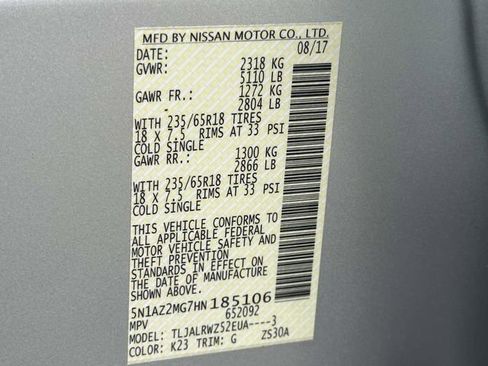 MFD BY NISSAN MOTOR CO., LTD.
DATE: 08/17
GVWR: 2318 KG
5110 LB
GAWR FR.: 1272 KG
2804 LB
WITH 235/65R18 TIRES
18 X 7.5 RIMS AT 33 PSI
COLD SINGLE
GAWR RR.: 1300 KG
2866 LB
WITH 235/65R18 TIRES
18 X 7.5 RIMS AT 33 PSI
COLD SINGLE
THIS VEHICLE CONFORMS TO
ALL APPLICABLE FEDERAL
MOTOR VEHICLE SAFETY AND
THEFT PREVENTION
STANDARDS IN EFFECT ON
THE DATE OF MANUFACTURE
SHOWN ABOVE.
5N1AZ2MG7HN185106
MPV 652092
MODEL: TLJALRWZ52EUA----3
COLOR: K23 TRIM: G Z530A